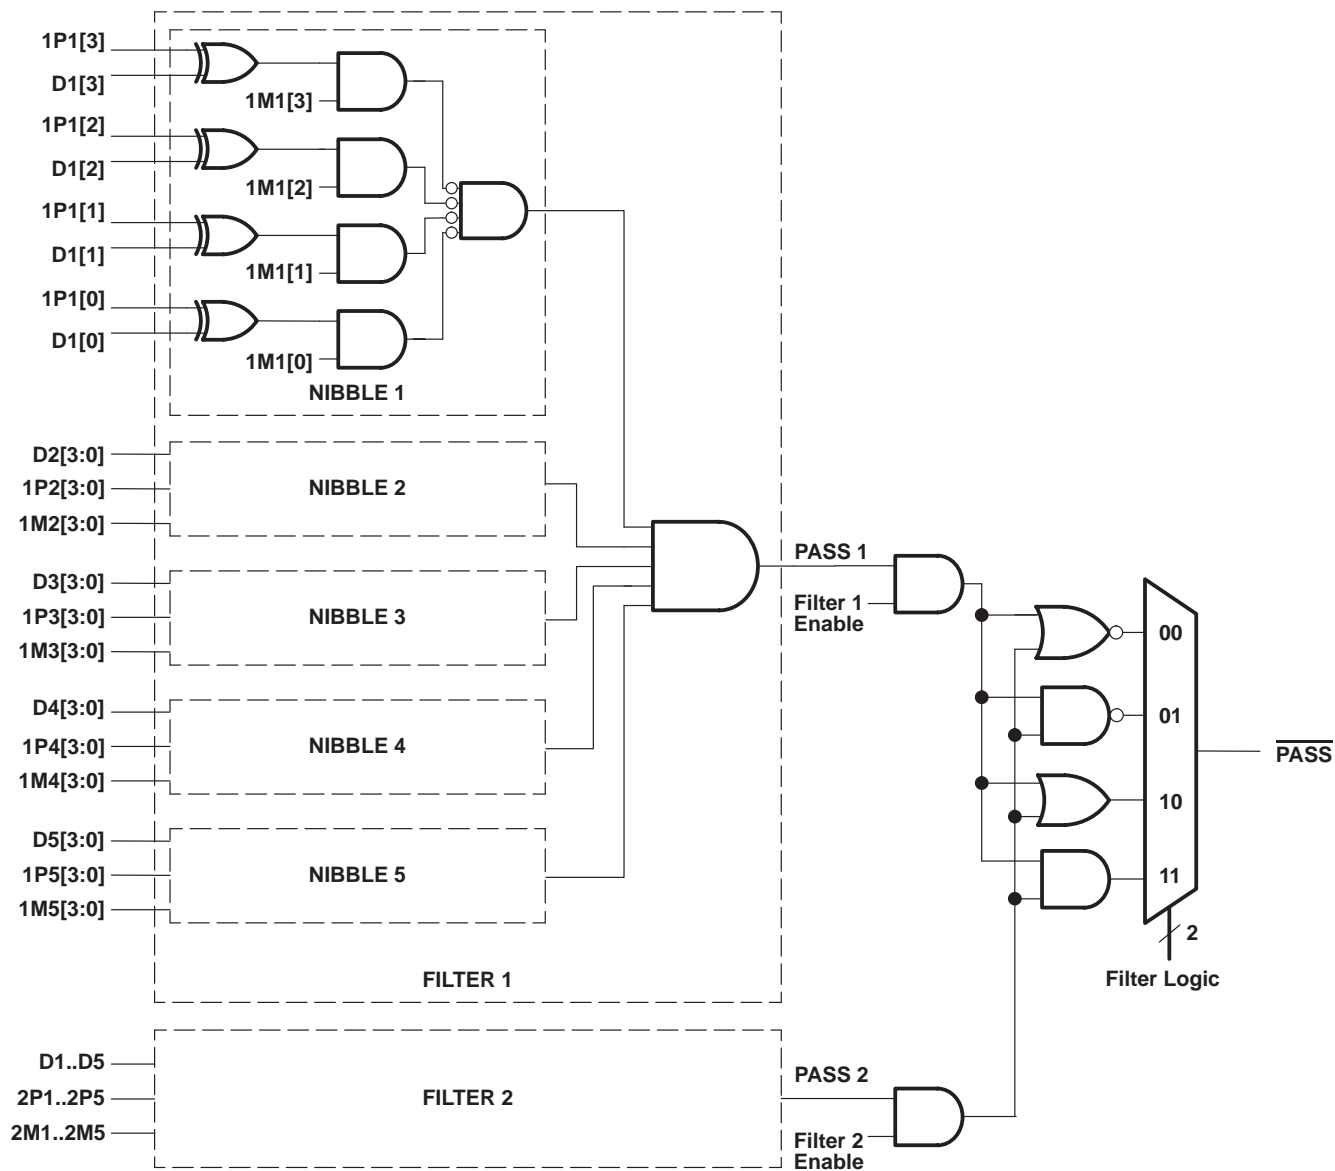 1P1[3]
D1[3]
1M1[3]
1P1[2]
D1[2]
1M1[2]
1P1[1]
D1[1]
1M1[1]
1P1[0]
D1[0]
1M1[0]
NIBBLE 1
D2[3:0]
1P2[3:0]
1M2[3:0]
NIBBLE 2
D3[3:0]
1P3[3:0]
1M3[3:0]
NIBBLE 3
D4[3:0]
1P4[3:0]
1M4[3:0]
NIBBLE 4
D5[3:0]
1P5[3:0]
1M5[3:0]
NIBBLE 5
FILTER 1
PASS 1
Filter 1
Enable
00
01
10
11
PASS
2
Filter Logic
D1..D5
2P1..2P5
2M1..2M5
FILTER 2
PASS 2
Filter 2
Enable